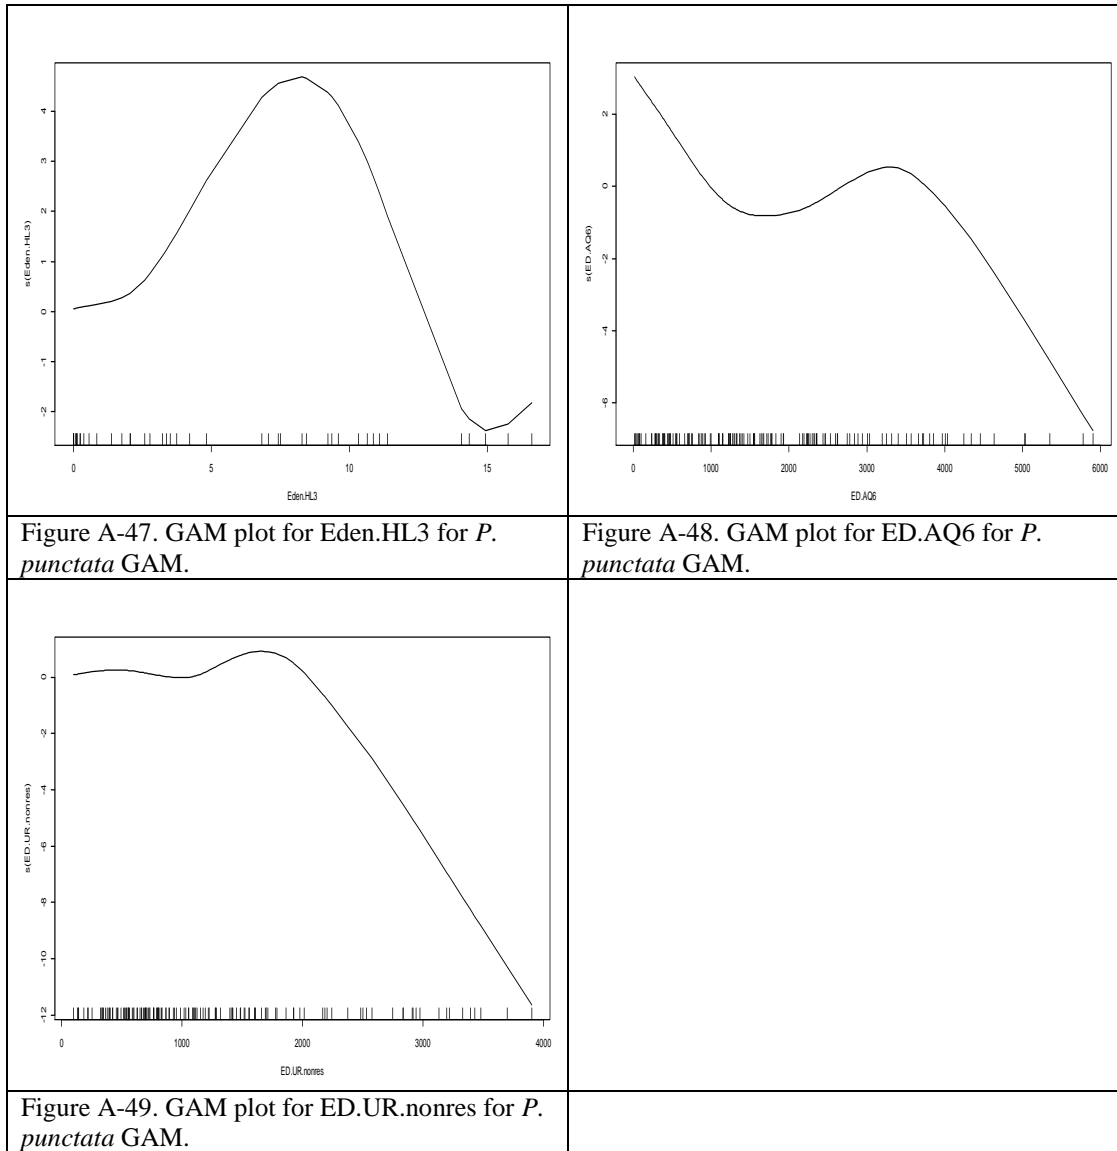 s(Eden.HL3)
4
3
2
1
0
-1
-2
0 5 10 15
Eden.HL3
s(ED.AQ6)
2
0
-2
-4
-6
0 1000 2000 3000 4000 5000 6000
ED.AQ6
Figure A-47. GAM plot for Eden.HL3 for P.
punctata GAM.
Figure A-48. GAM plot for ED.AQ6 for P.
punctata GAM.
s(ED.UR.nonres)
0
-2
-4
-6
-8
-10
-12
0 1000 2000 3000 4000
ED.UR.nonres
Figure A-49. GAM plot for ED.UR.nonres for P.
punctata GAM.